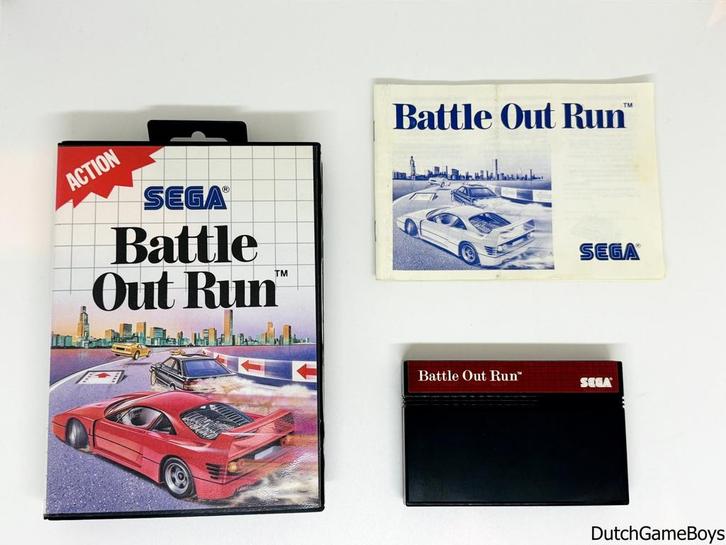 ACTION
SEGA®
Battle
Out Run™
Battle Out Run™
SEGA®
Battle Out Run™
SEGA®
DutchGameBoys